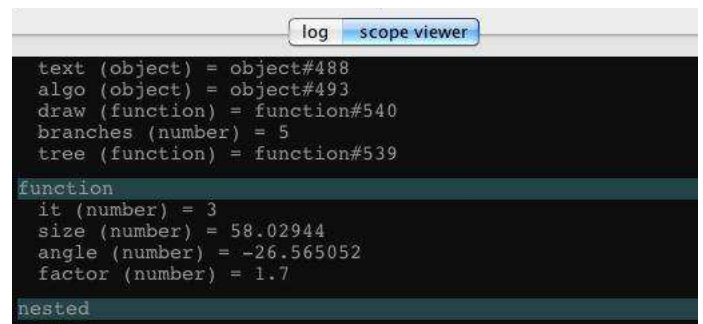 log scope viewer
text (object) = object#488
algo (object) = object#493
draw (function) = function#540
branches (number) = 5
tree (function) = function#539
function
it (number) = 3
size (number) = 58.02944
angle (number) = -26.565052
factor (number) = 1.7
nested